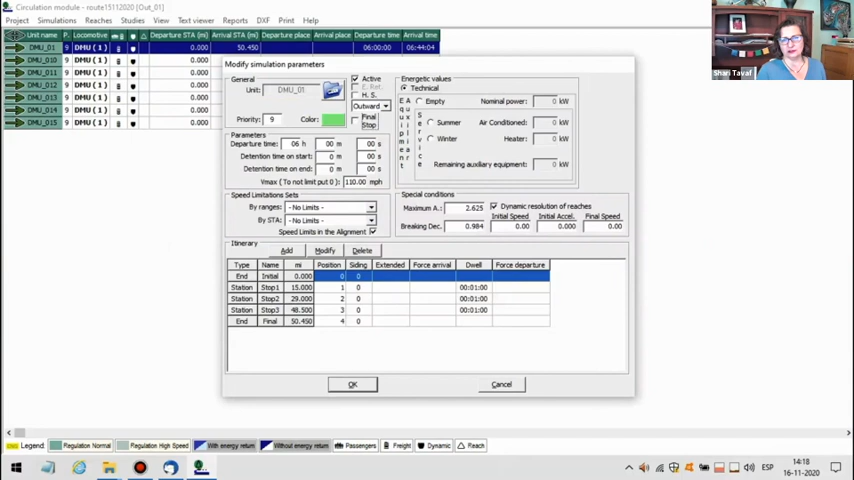 Circulation module - route15112020 [Out_01]
Project Simulations Reaches Studies Views Text viewer Reports DXF Print Help
Unit name P. Locomotive Departure STA (m) Arrival STA (m) Departure place Arrival place Departure time Arrival time
DMU_01 9 DMU ( 1 ) 0.000 50.450 06:00:00 06:44:04
DMU_010 9 DMU ( 1 ) 0.000
DMU_011 9 DMU ( 1 ) 0.000
DMU_012 9 DMU ( 1 ) 0.000
DMU_013 9 DMU ( 1 ) 0.000
DMU_014 9 DMU ( 1 ) 0.000
DMU_015 9 DMU ( 1 ) 0.000
Shari Tavaf
Modify simulation parameters
General
Unit: DMU_01
Active
E. Ret.
H. S.
Outward
Priority: 9 Color:
Final Stop
Parameters
Departure time: 06 h 00 m 00 s
Detention time on start: 0 m 00 s
Detention time on end: 0 m 00 s
Vmax (To not limit put 0): 110.00 mph
Energetic values
Technical
Auxiliar equipment
Service
Empty Nominal power: 0 kW
Summer Air Conditioned: 0 kW
Winter Heater: 0 kW
Remaining auxiliary equipment: 0 kW
Speed Limitations Sets
By ranges: - No Limits -
By STA: - No Limits -
Speed Limits in the Alignment
Special conditions
Maximum A.: 2.625 Dynamic resolution of reaches
Initial Speed Initial Accel. Final Speed
Breaking Dec. 0.984 0.00 0.000 0.00
Itinerary Add Modify Delete
Type Name mi Position Siding Extended Force arrival Dwell Force departure
End Initial 0.000 0 0
Station Stop1 15.000 1 0 00:01:00
Station Stop2 29.000 2 0 00:01:00
Station Stop3 48.500 3 0 00:01:00
End Final 50.450 4 0
OK Cancel
Legend: Regulation Normal Regulation High Speed With energy return Without energy return Passengers Freight Dynamic Reach
ESP
14:18
16-11-2020